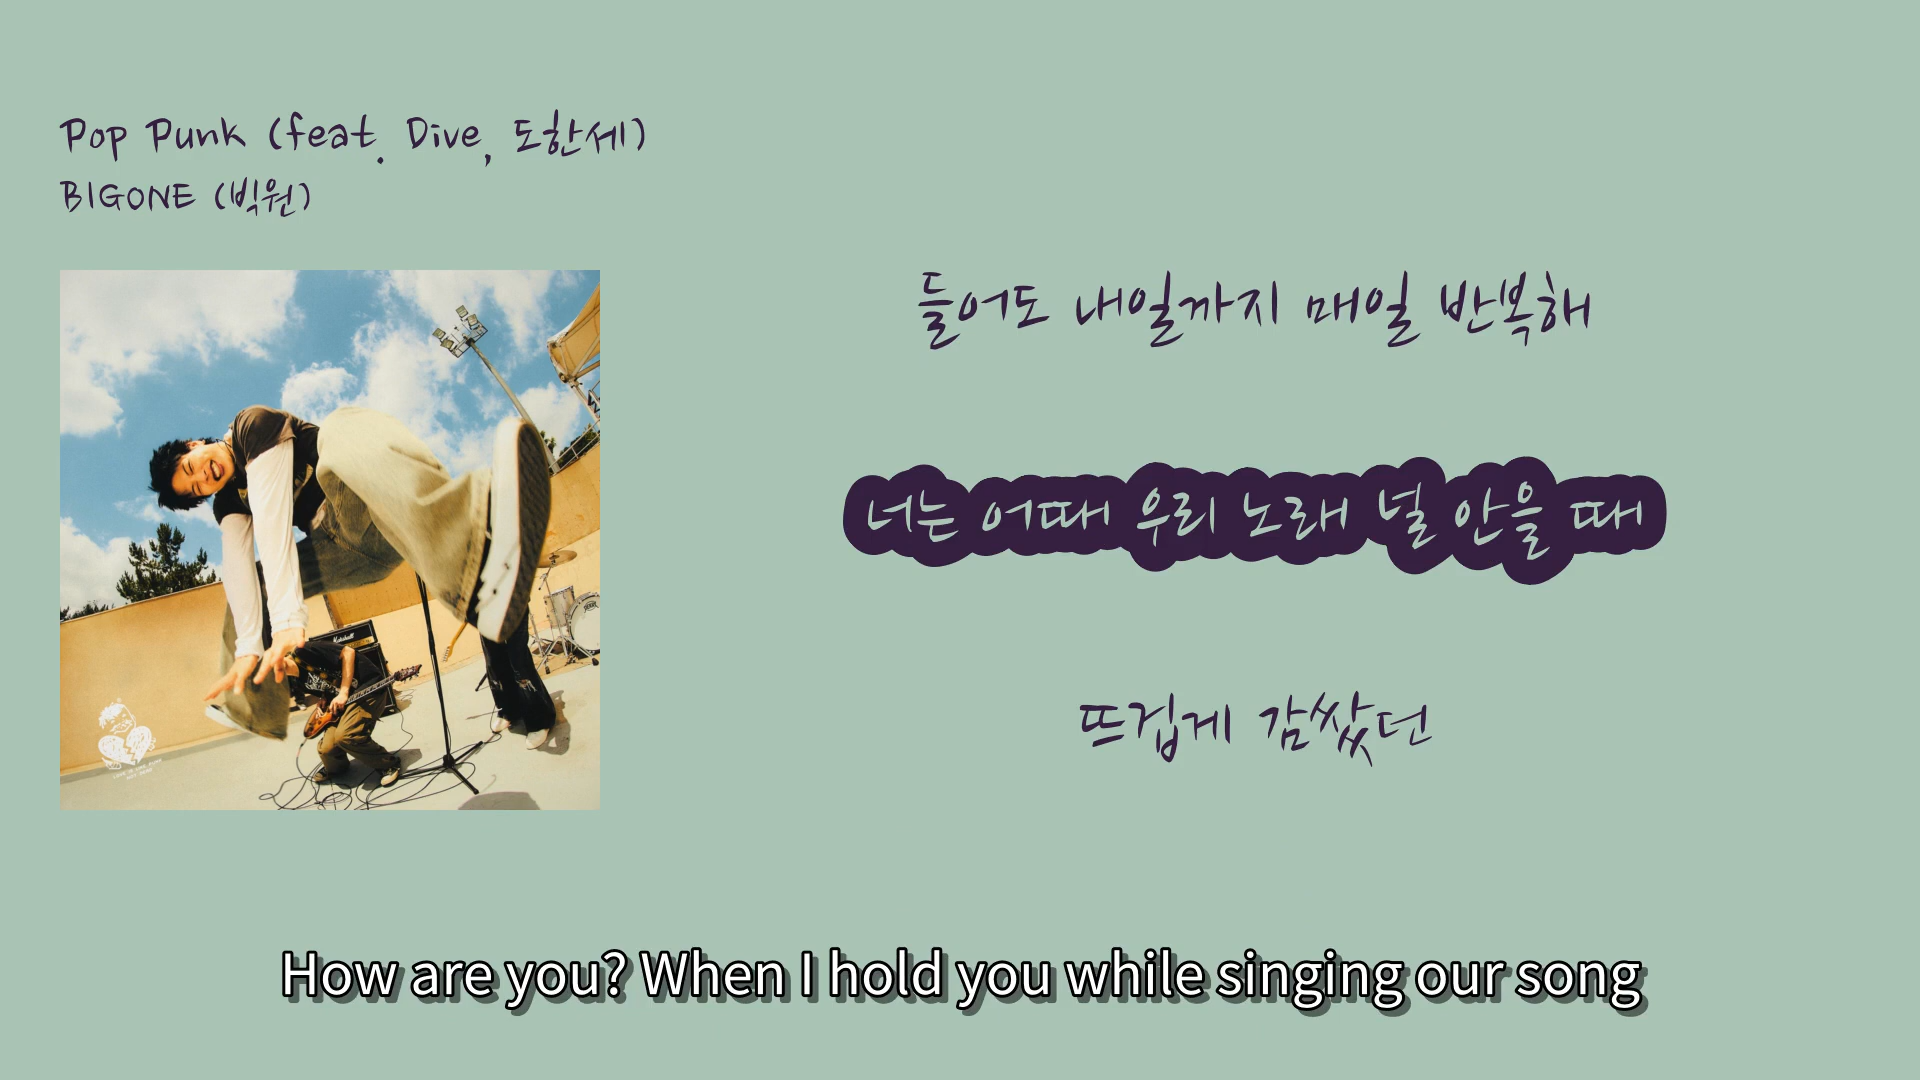 Pop Punk (feat. Dive, 도한세)
BIGONE (빅원)
들어도 내일까지 매일 반복해
너는 어때 우리 노래 널 안을 때
뜨겁게 감쌌던
Marshall
How are you? When I hold you while singing our song